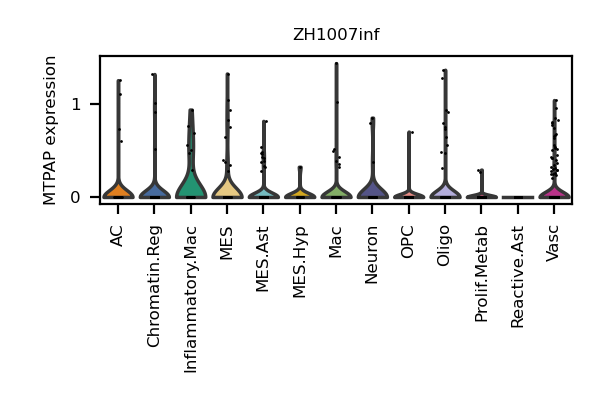 ZH1007inf
MTPAP expression
1
0
AC
Chromatin.Reg
Inflammatory.Mac
MES
MES.Ast
MES.Hyp
Mac
Neuron
OPC
Oligo
Prolif.Metab
Reactive.Ast
Vasc